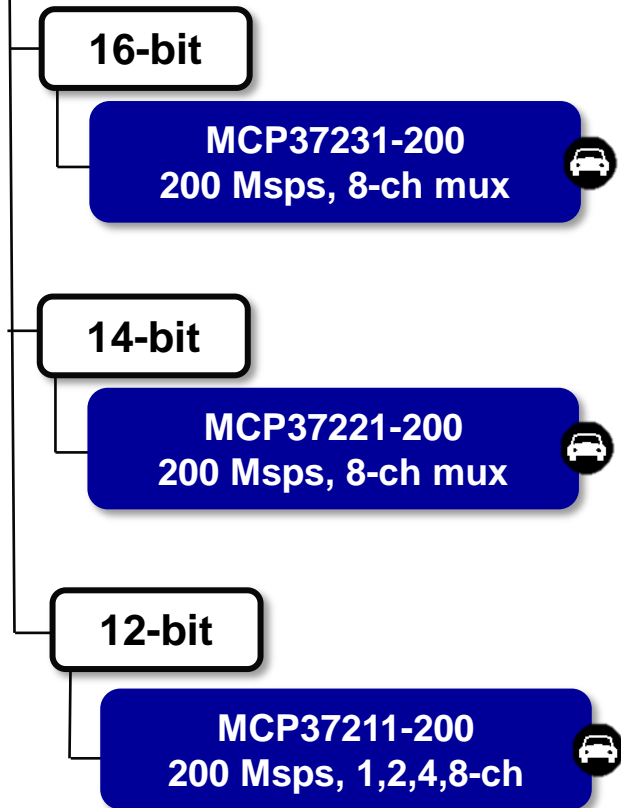 16-bit
MCP37231-200
200 Msps, 8-ch mux
14-bit
MCP37221-200
200 Msps, 8-ch mux
12-bit
MCP37211-200
200 Msps, 1,2,4,8-ch